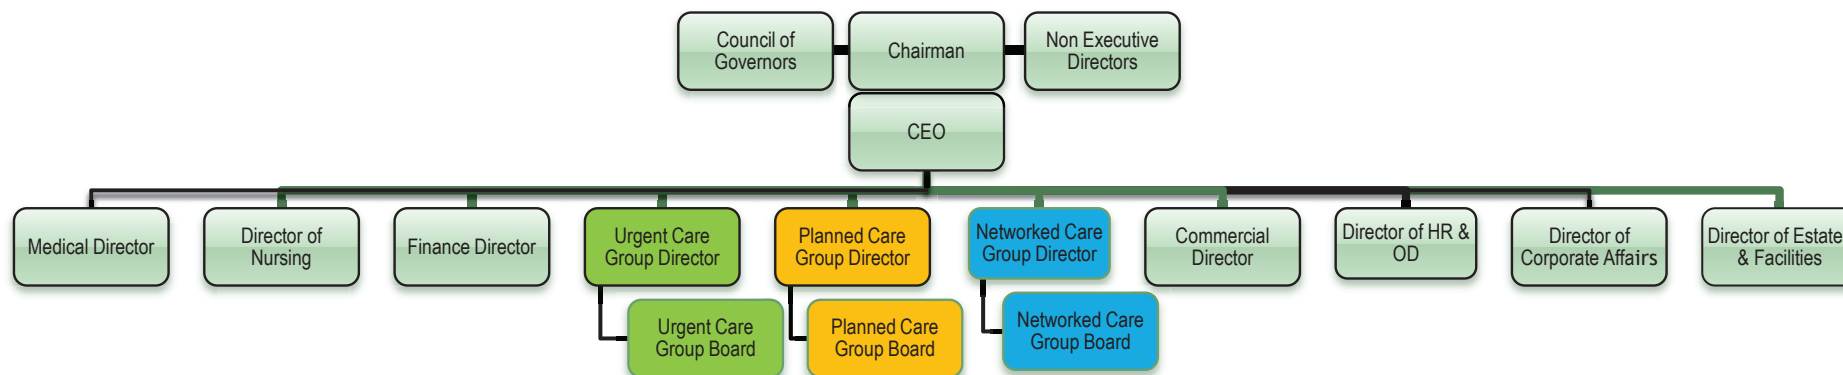 Council of
Governors
Chairman
Non Executive
Directors
CEO
Medical Director
Director of
Nursing
Finance Director
Urgent Care
Group Director
Planned Care
Group Director
Networked Care
Group Director
Commercial
Director
Director of HR &
OD
Director of
Corporate Affairs
Director of Estate
& Facilities
Urgent Care
Group Board
Planned Care
Group Board
Networked Care
Group Board